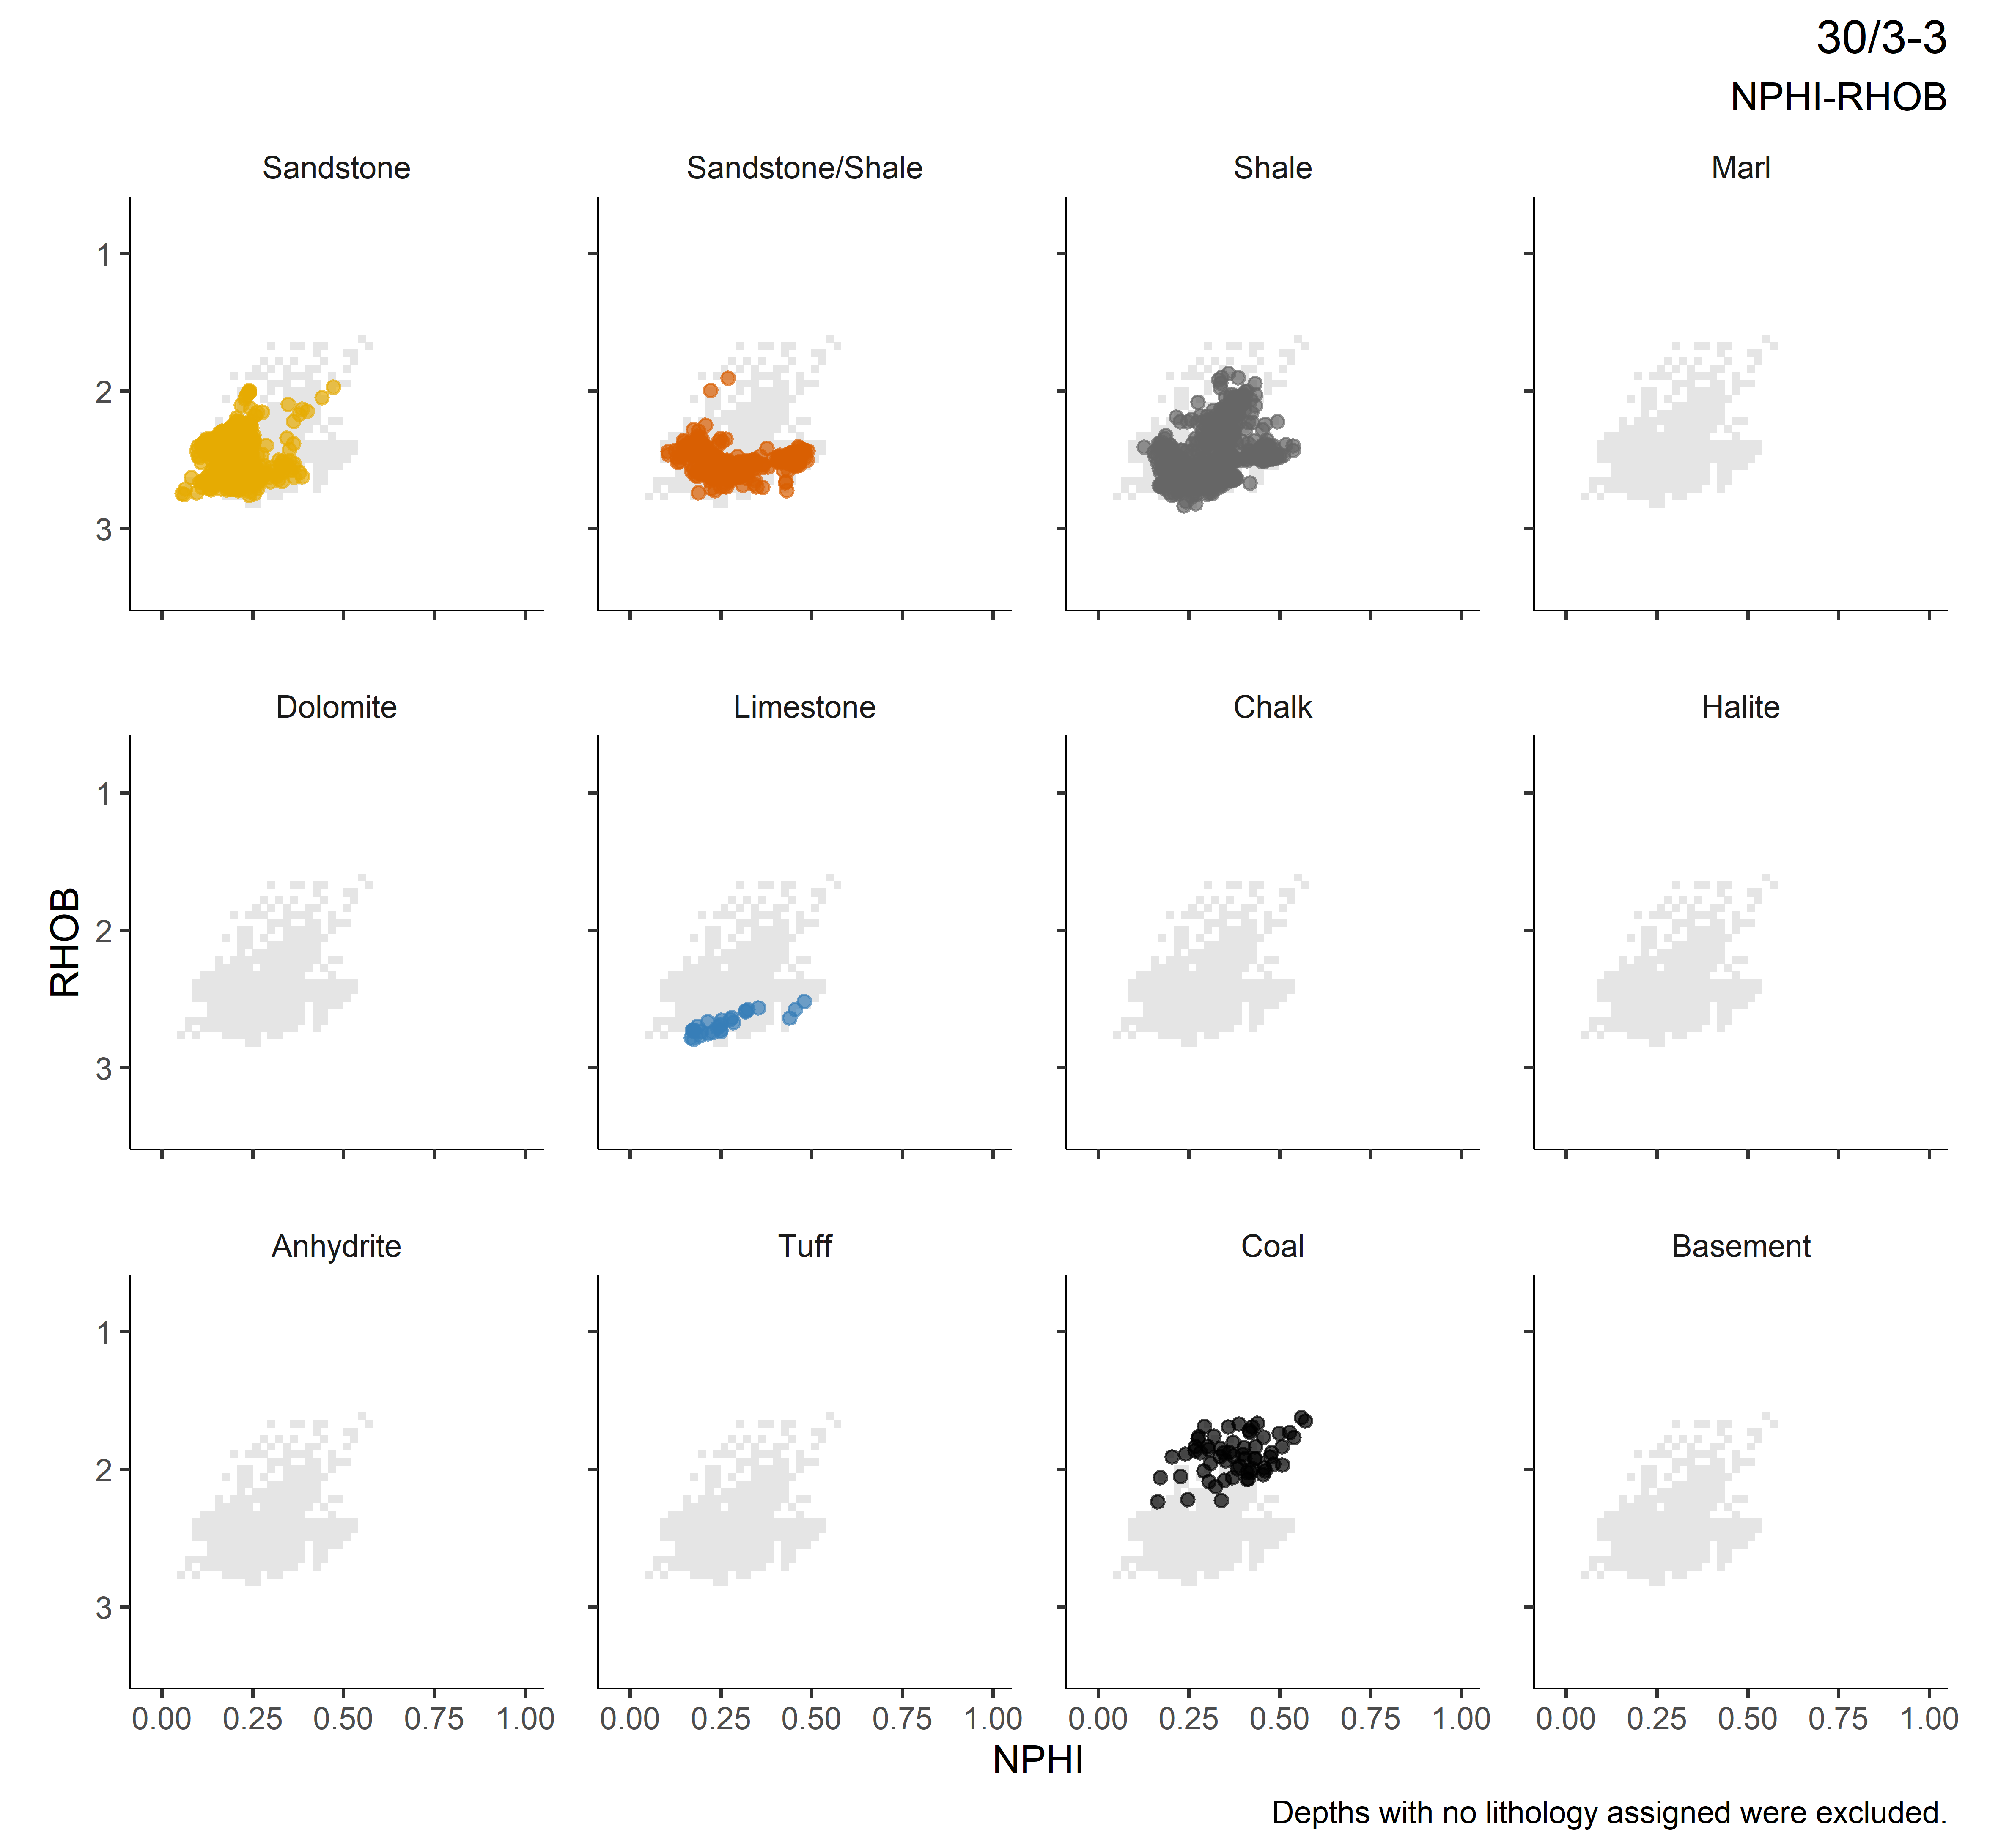 30/3-3
NPHI-RHOB
Sandstone Sandstone/Shale Shale Marl
1
2
3
Dolomite Limestone Chalk Halite
1
2
3
RHOB
Anhydrite Tuff Coal Basement
1
2
3
0.00 0.25 0.50 0.75 1.00 0.00 0.25 0.50 0.75 1.00 0.00 0.25 0.50 0.75 1.00 0.00 0.25 0.50 0.75 1.00
NPHI
Depths with no lithology assigned were excluded.